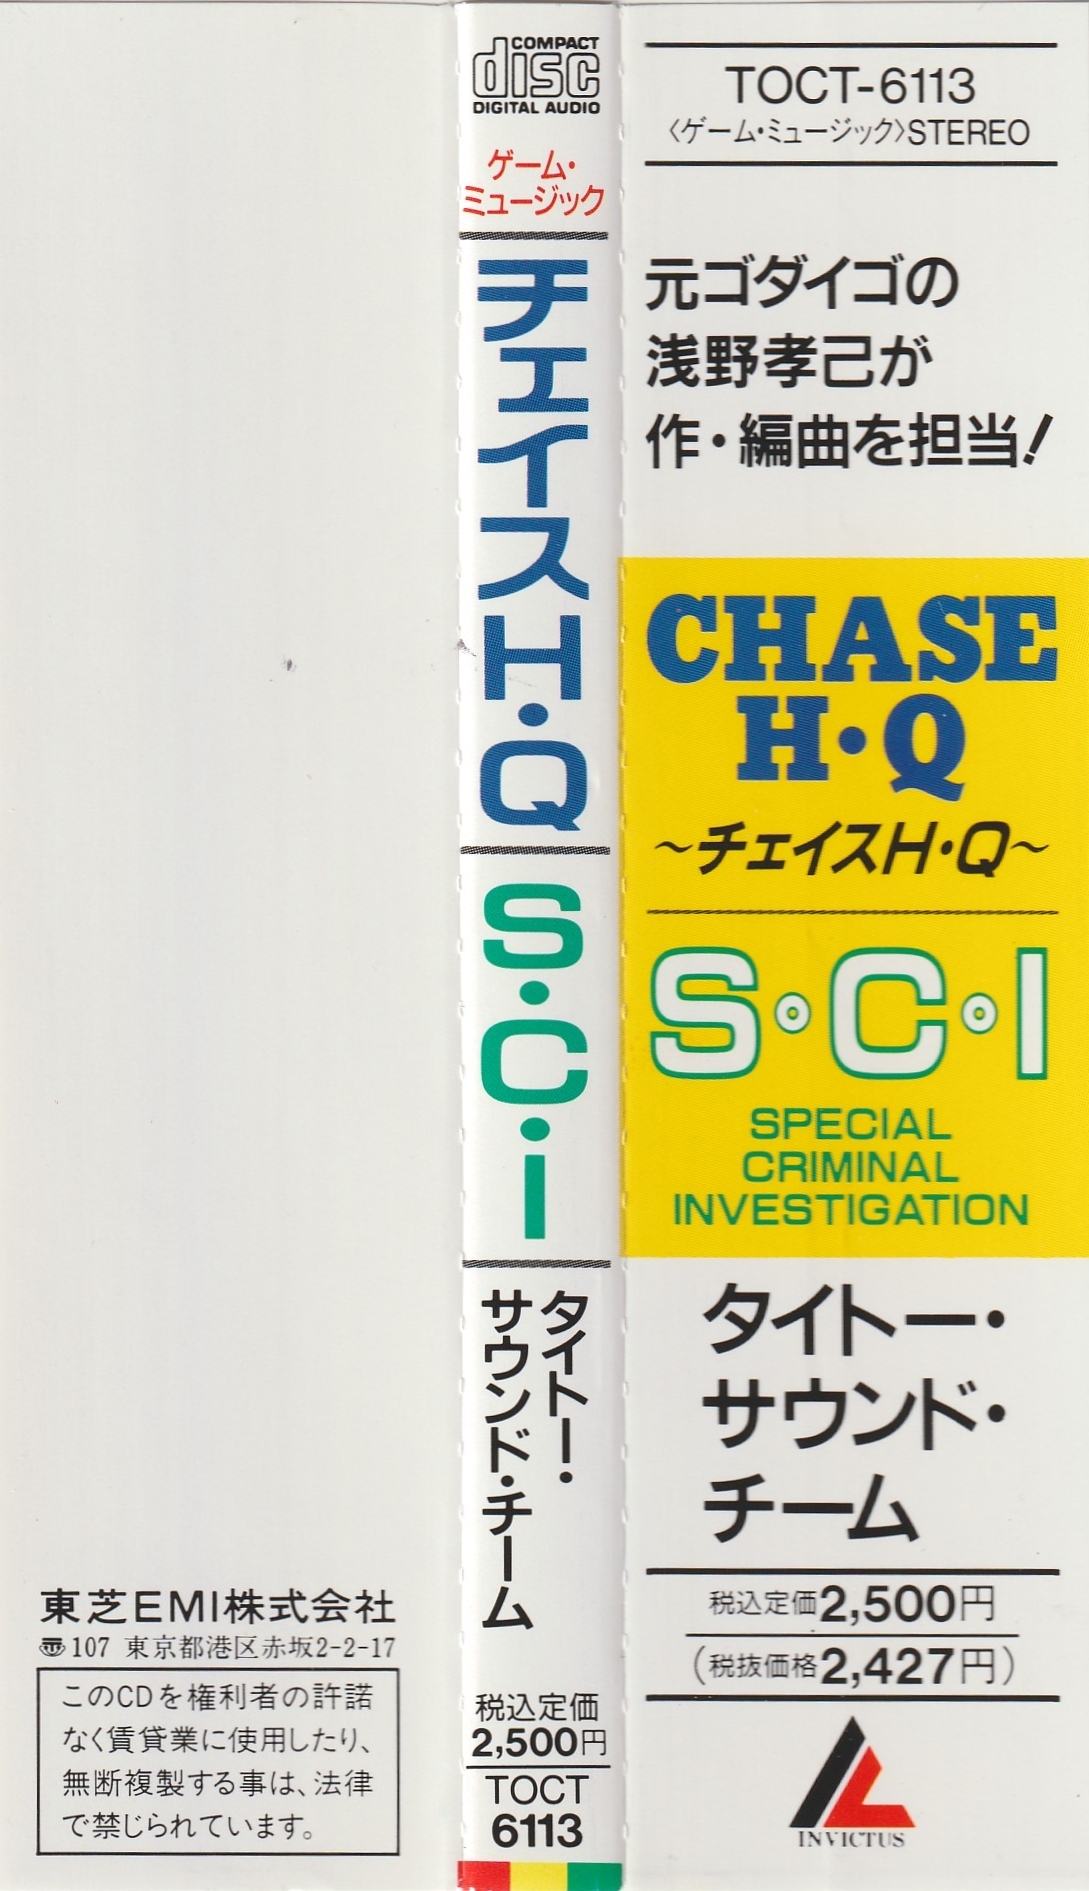 東芝EMI株式会社
〠107 東京都港区赤坂2-2-17
このCDを権利者の許諾
なく賃貸業に使用したり、
無断複製する事は、法律
で禁じられています。
COMPACT
disc
DIGITAL AUDIO
ゲーム・
ミュージック
チェイスH・Q
S・C・I
タイトー・
サウンド・チーム
税込定価
2,500円
TOCT
6113
TOCT-6113
〈ゲーム・ミュージック〉STEREO
元ゴダイゴの
浅野孝己が
作・編曲を担当!
CHASE
H・Q
~チェイスH・Q~
S・C・I
SPECIAL
CRIMINAL
INVESTIGATION
タイトー・
サウンド・
チーム
税込定価2,500円
(税抜価格2,427円)
INVICTUS